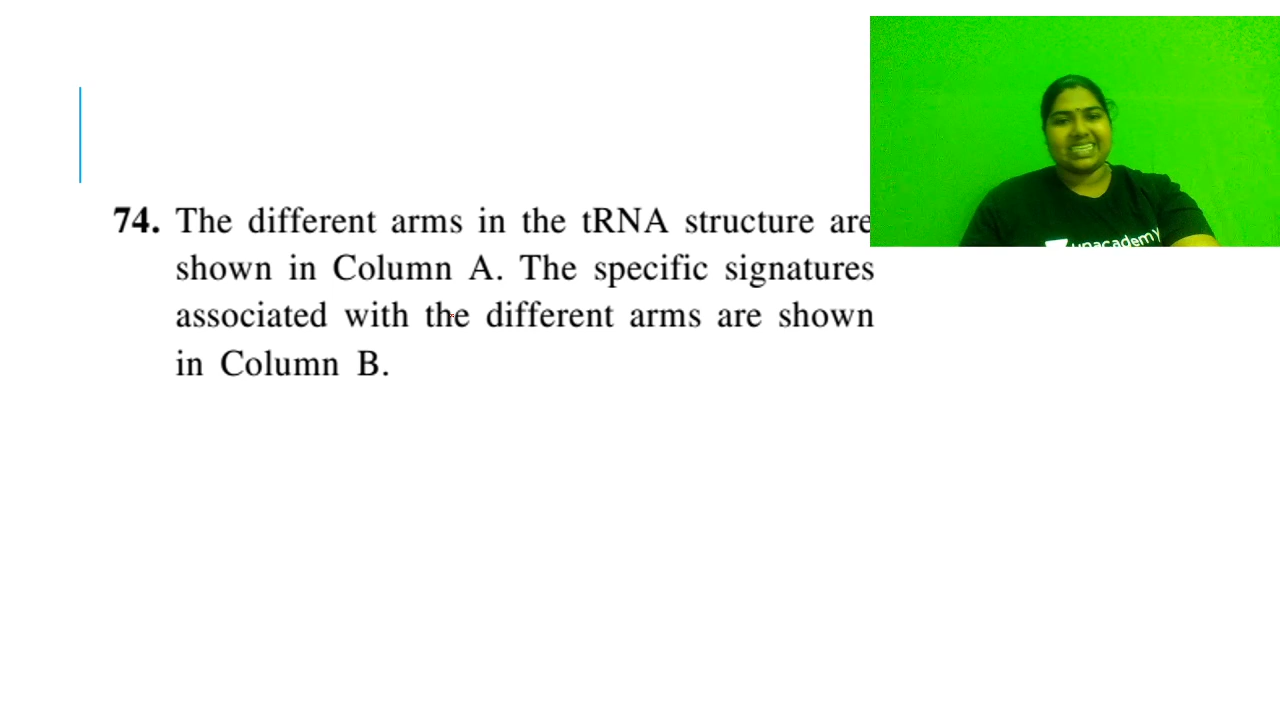 74. The different arms in the tRNA structure are
shown in Column A. The specific signatures
associated with the different arms are shown
in Column B.
unacademy